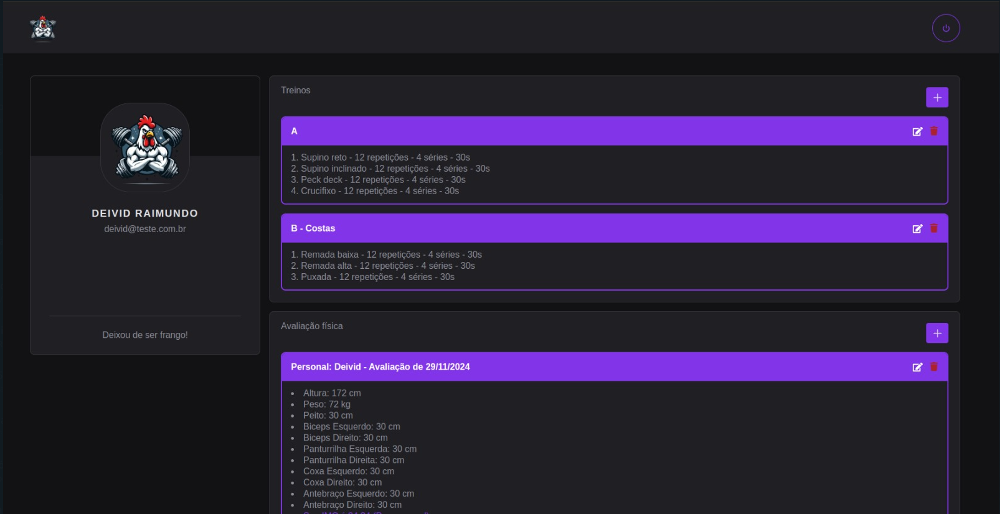 DEIVID RAIMUNDO
deivid@teste.com.br
Deixou de ser frango!
Treinos
A
1. Supino reto - 12 repetições - 4 séries - 30s
2. Supino inclinado - 12 repetições - 4 séries - 30s
3. Peck deck - 12 repetições - 4 séries - 30s
4. Crucifixo - 12 repetições - 4 séries - 30s
B - Costas
1. Remada baixa - 12 repetições - 4 séries - 30s
2. Remada alta - 12 repetições - 4 séries - 30s
3. Puxada - 12 repetições - 4 séries - 30s
Avaliação física
Personal: Deivid - Avaliação de 29/11/2024
Altura: 172 cm
Peso: 72 kg
Peito: 30 cm
Biceps Esquerdo: 30 cm
Biceps Direito: 30 cm
Panturrilha Esquerda: 30 cm
Panturrilha Direita: 30 cm
Coxa Esquerdo: 30 cm
Coxa Direito: 30 cm
Antebraço Esquerdo: 30 cm
Antebraço Direito: 30 cm